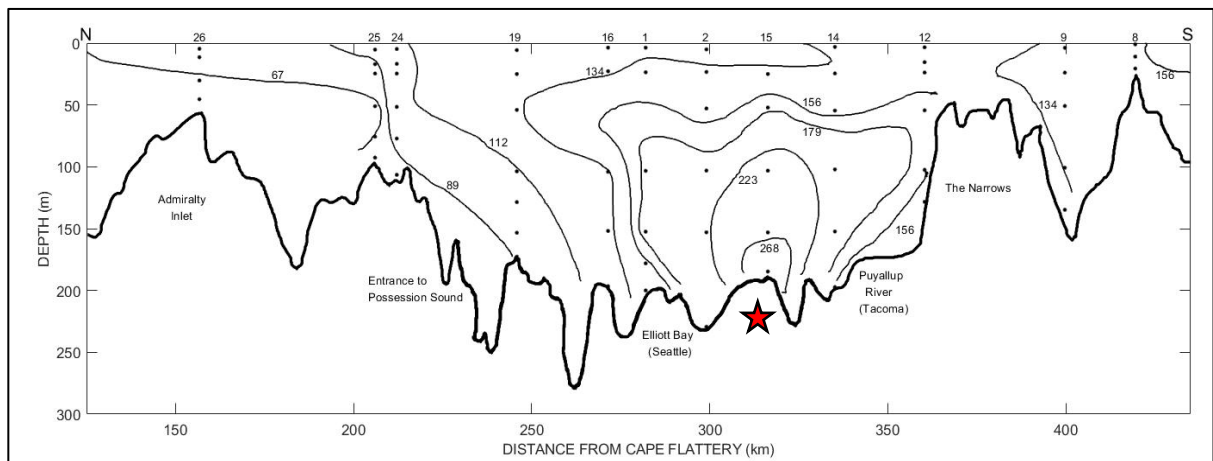 N
S
26
25
24
19
16
1
2
15
14
12
9
8
0
50
100
150
200
250
300
DEPTH (m)
67
134
156
156
179
134
112
223
89
156
268
Admiralty
Inlet
The Narrows
Entrance to
Possession Sound
Puyallup
River
(Tacoma)
Elliott Bay
(Seattle)
150
200
250
300
350
400
DISTANCE FROM CAPE FLATTERY (km)